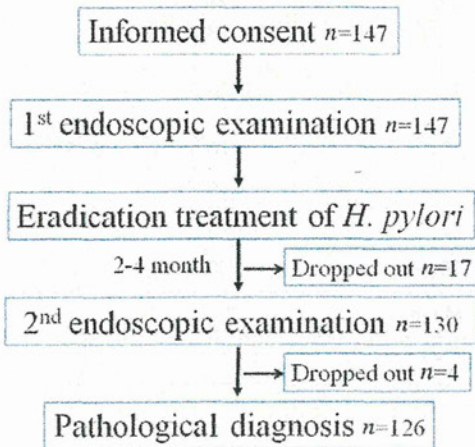 Informed consent n=147
1st endoscopic examination n=147
Eradication treatment of H. pylori
2-4 month
Dropped out n=17
2nd endoscopic examination n=130
Dropped out n=4
Pathological diagnosis n=126